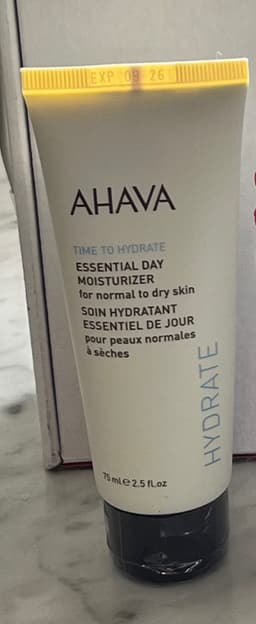 EXP 09 26
AHAVA
TIME TO HYDRATE
ESSENTIAL DAY
MOISTURIZER
for normal to dry skin
SOIN HYDRATANT
ESSENTIEL DE JOUR
pour peaux normales
à sèches
HYDRATE
75 ml ℮ 2.5 fl.oz